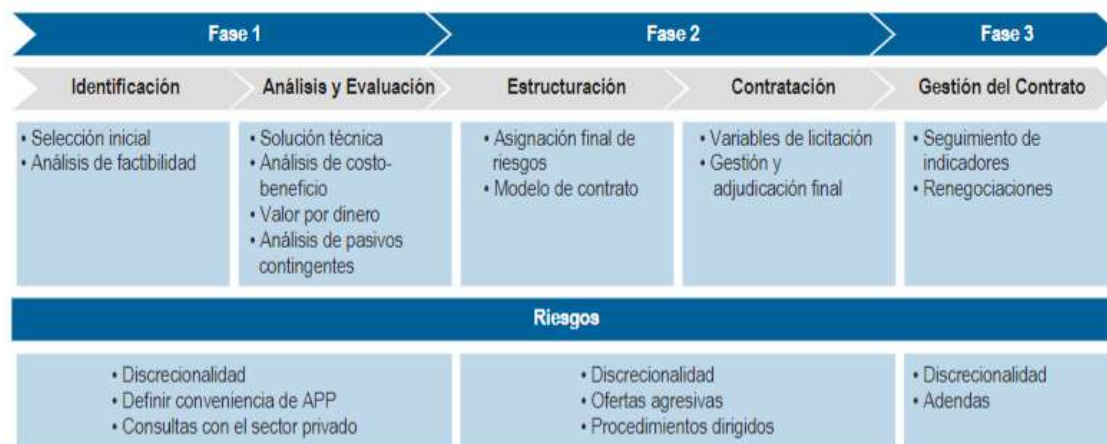 Fase 1
Fase 2
Fase 3
Identificación
Análisis y Evaluación
Estructuración
Contratación
Gestión del Contrato
• Selección inicial
• Análisis de factibilidad
• Solución técnica
• Análisis de costo-
beneficio
• Valor por dinero
• Análisis de pasivos
contingentes
• Asignación final de
riesgos
• Modelo de contrato
• Variables de licitación
• Gestión y
adjudicación final
• Seguimiento de
indicadores
• Renegociaciones
Riesgos
• Discrecionalidad
• Definir conveniencia de APP
• Consultas con el sector privado
• Discrecionalidad
• Ofertas agresivas
• Procedimientos dirigidos
• Discrecionalidad
• Adendas